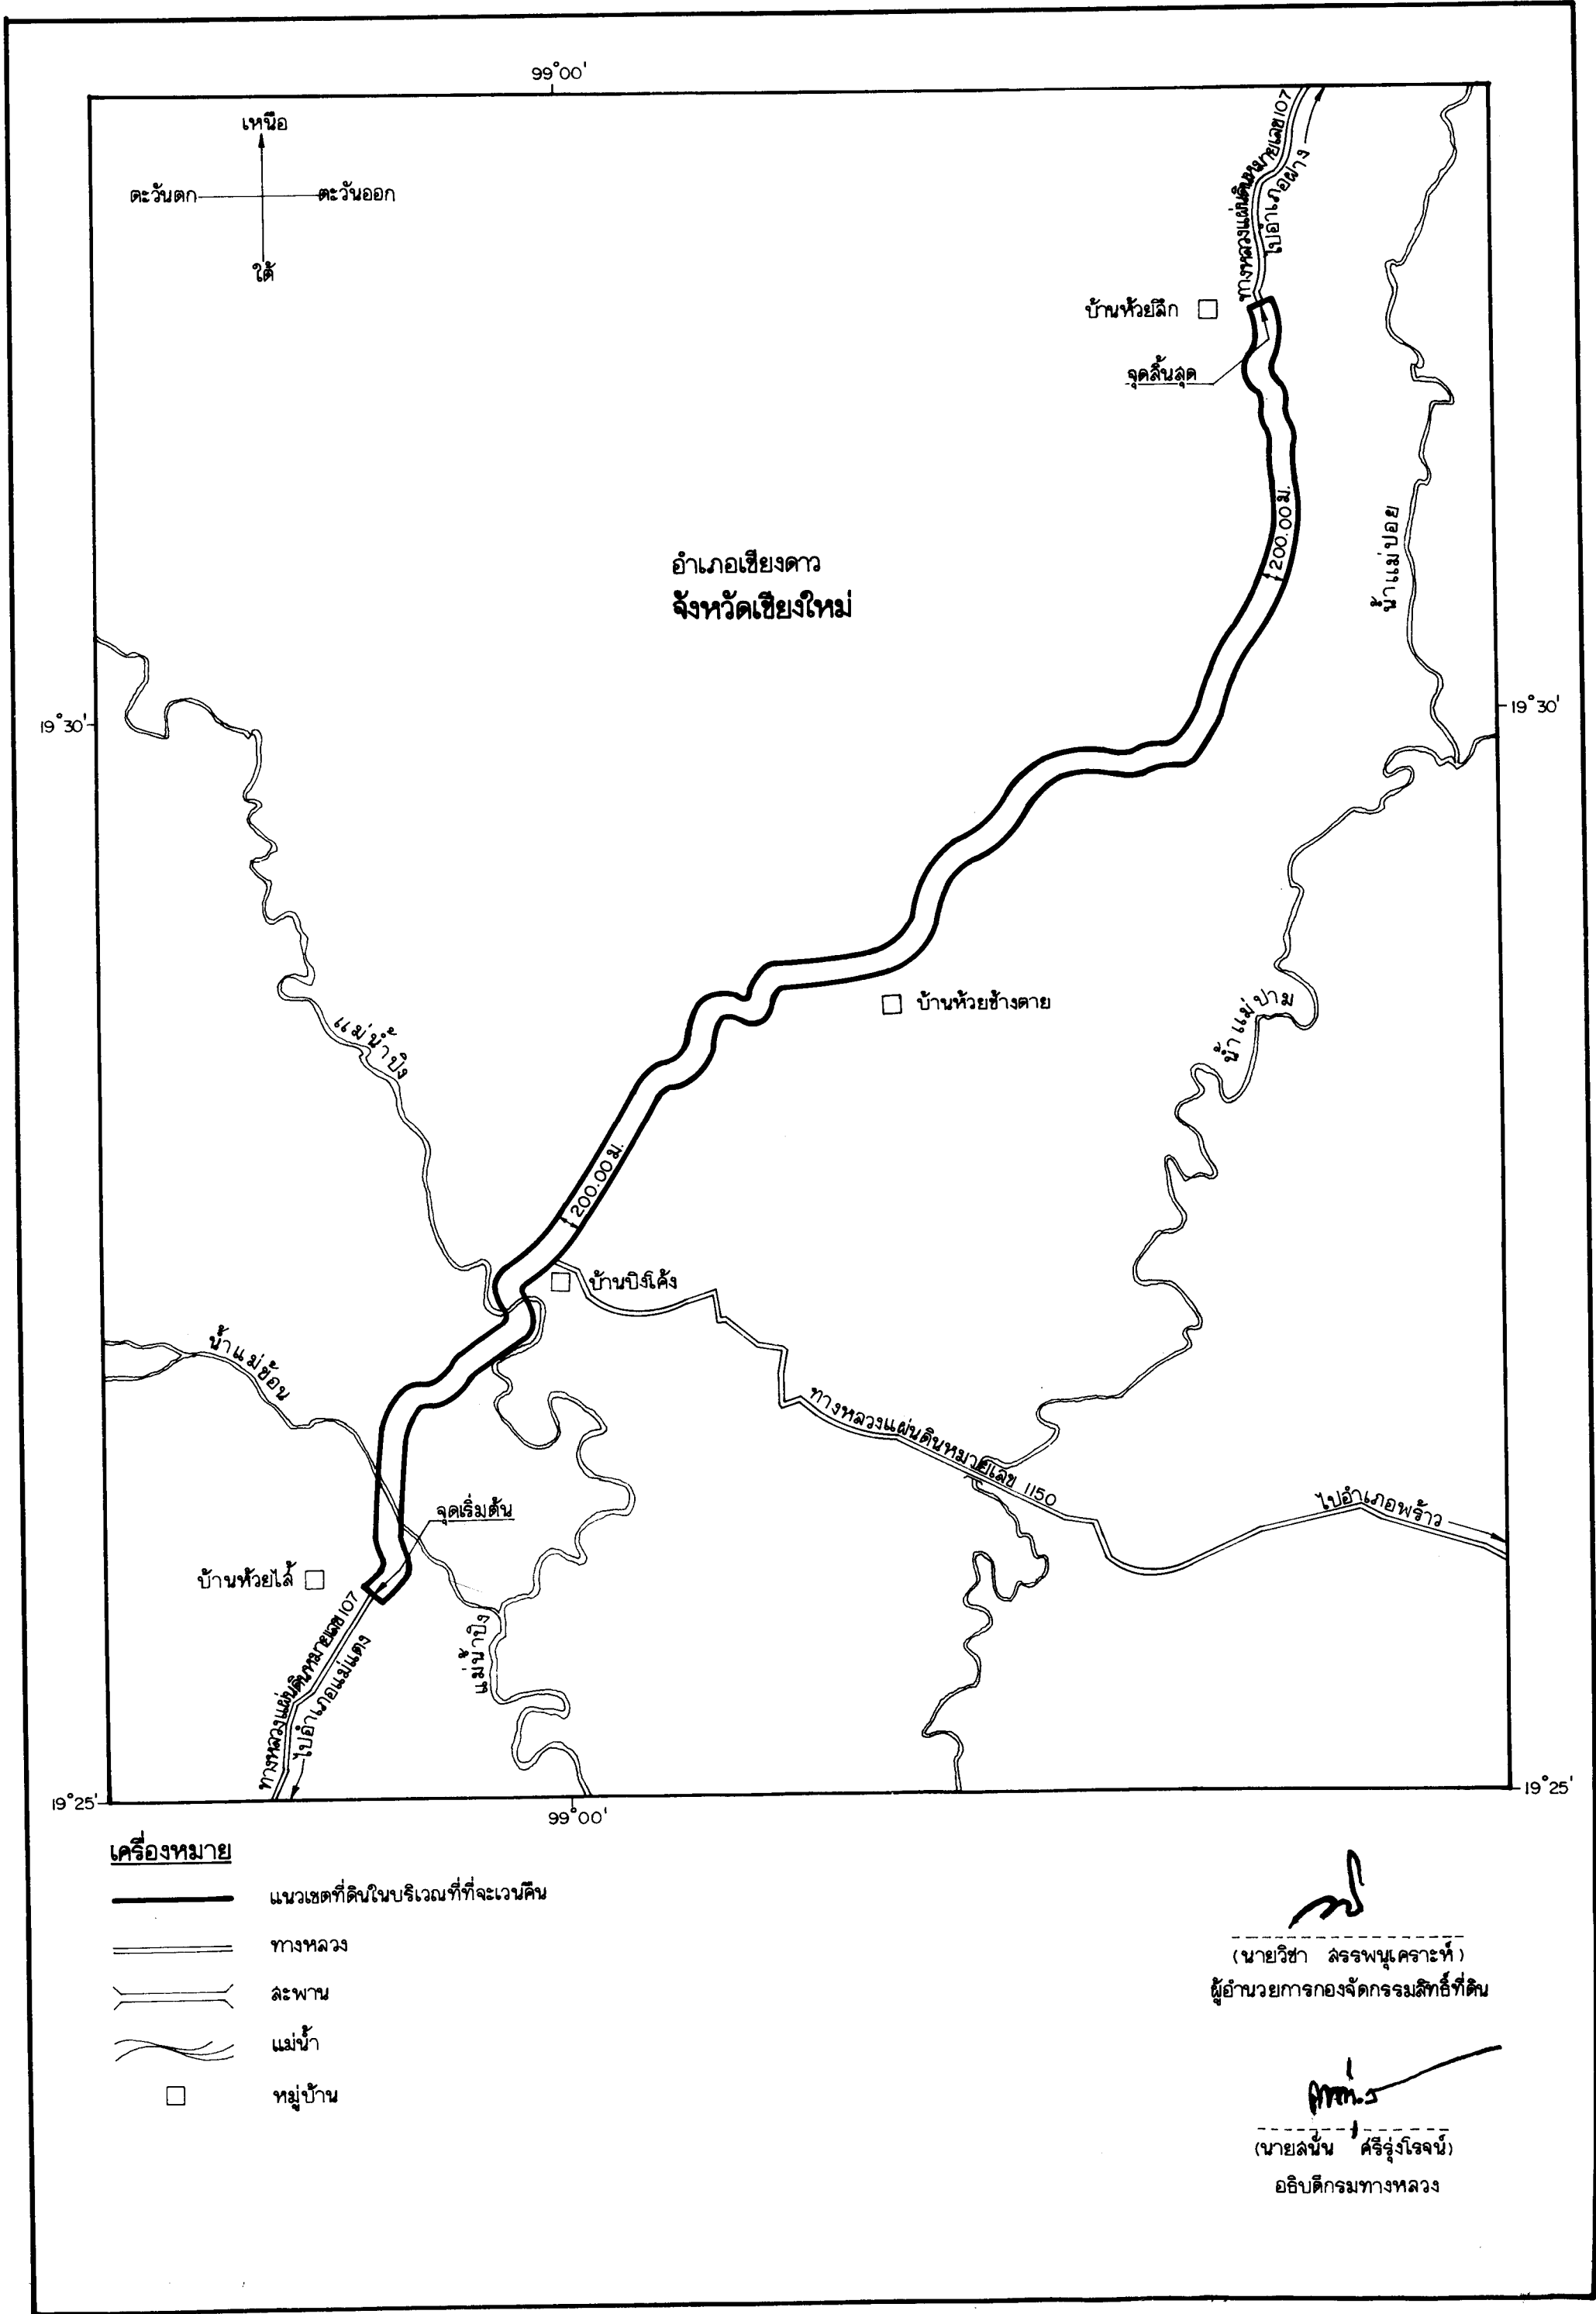 99°00'
เหนือ
ตะวันตก
ตะวันออก
ใต้
ทางหลวงแผ่นดินหมายเลข 107
ไปอำเภอฝาง
บ้านห้วยลึก
จุดสิ้นสุด
200.00 ม.
น้ำแม่ปอย
อำเภอเชียงดาว
จังหวัดเชียงใหม่
19°30'
19°30'
บ้านห้วยช้างตาย
แม่น้ำปิง
น้ำแม่ปาม
200.00 ม.
บ้านปิงโค้ง
น้ำแม่ข้อน
ทางหลวงแผ่นดินหมายเลข 1150
ไปอำเภอพร้าว
จุดเริ่มต้น
บ้านห้วยไส้
ทางหลวงแผ่นดินหมายเลข 107
ไปอำเภอแม่แตง
แม่น้ำปิง
19°25'
19°25'
99°00'
เครื่องหมาย
แนวเขตที่ดินในบริเวณที่ที่จะเวนคืน
ทางหลวง
สะพาน
แม่น้ำ
หมู่บ้าน
(นายวิชา สรรพนุเคราะห์)
ผู้อำนวยการกองจัดกรรมสิทธิ์ที่ดิน
(นายสนั่น ศรีรุ่งโรจน์)
อธิบดีกรมทางหลวง